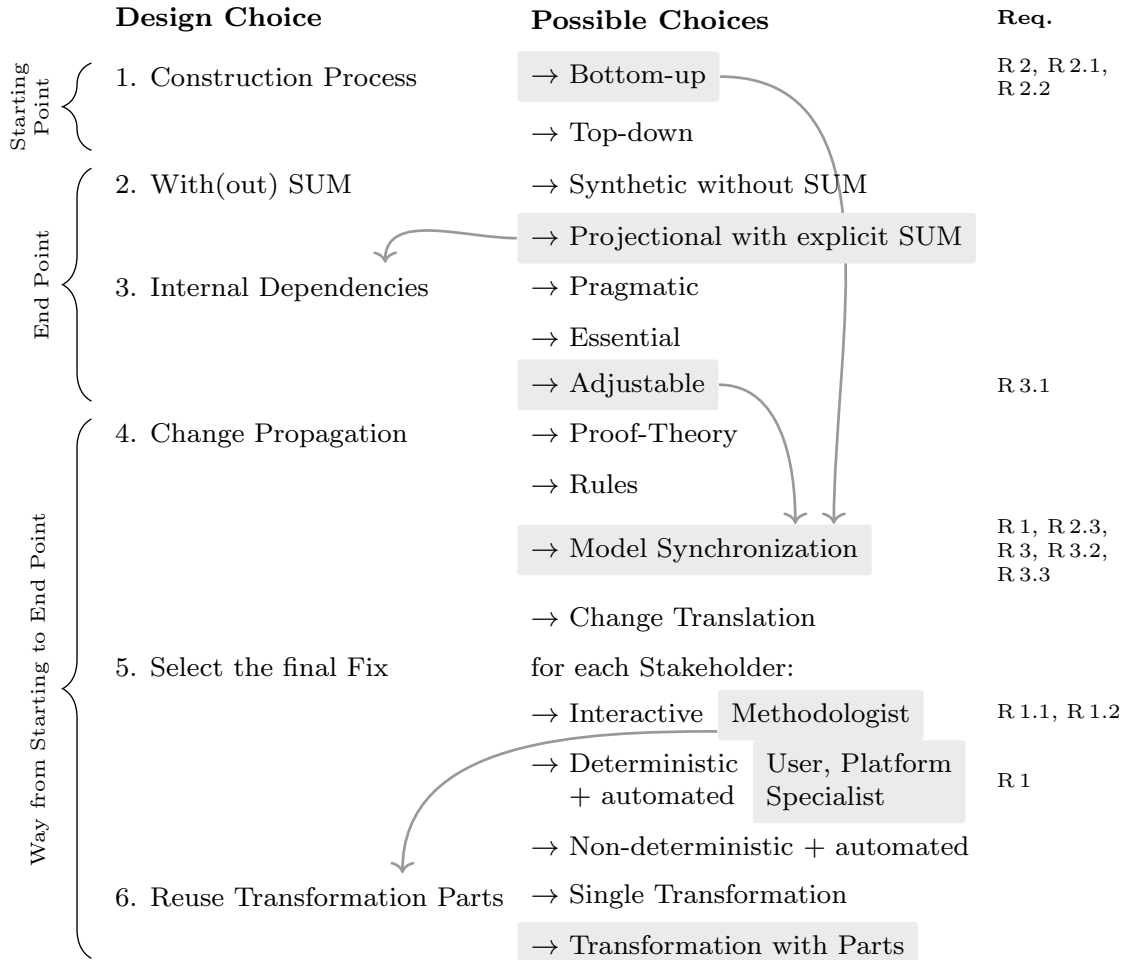 Design Choice
Possible Choices
Req.
Starting
Point
1. Construction Process
→ Bottom-up
R 2, R 2.1,
R 2.2
→ Top-down
End Point
2. With(out) SUM
→ Synthetic without SUM
→ Projectional with explicit SUM
3. Internal Dependencies
→ Pragmatic
→ Essential
→ Adjustable
R 3.1
Way from Starting to End Point
4. Change Propagation
→ Proof-Theory
→ Rules
→ Model Synchronization
R 1, R 2.3,
R 3, R 3.2,
R 3.3
→ Change Translation
5. Select the final Fix
for each Stakeholder:
→ Interactive
Methodologist
R 1.1, R 1.2
→ Deterministic
+ automated
User, Platform
Specialist
R 1
→ Non-deterministic + automated
6. Reuse Transformation Parts
→ Single Transformation
→ Transformation with Parts